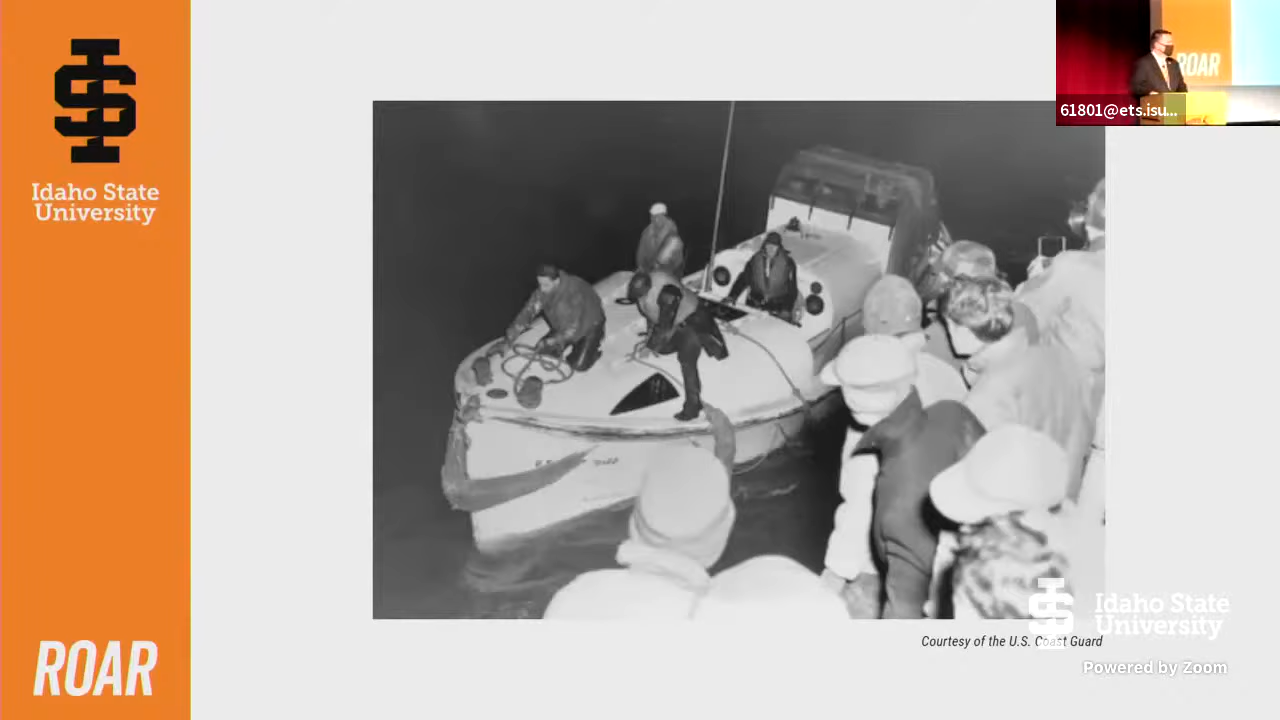 Idaho State
University
ROAR
ROAR
61801@ets.isu...
Courtesy of the U.S. Coast Guard
Idaho State
University
Powered by Zoom